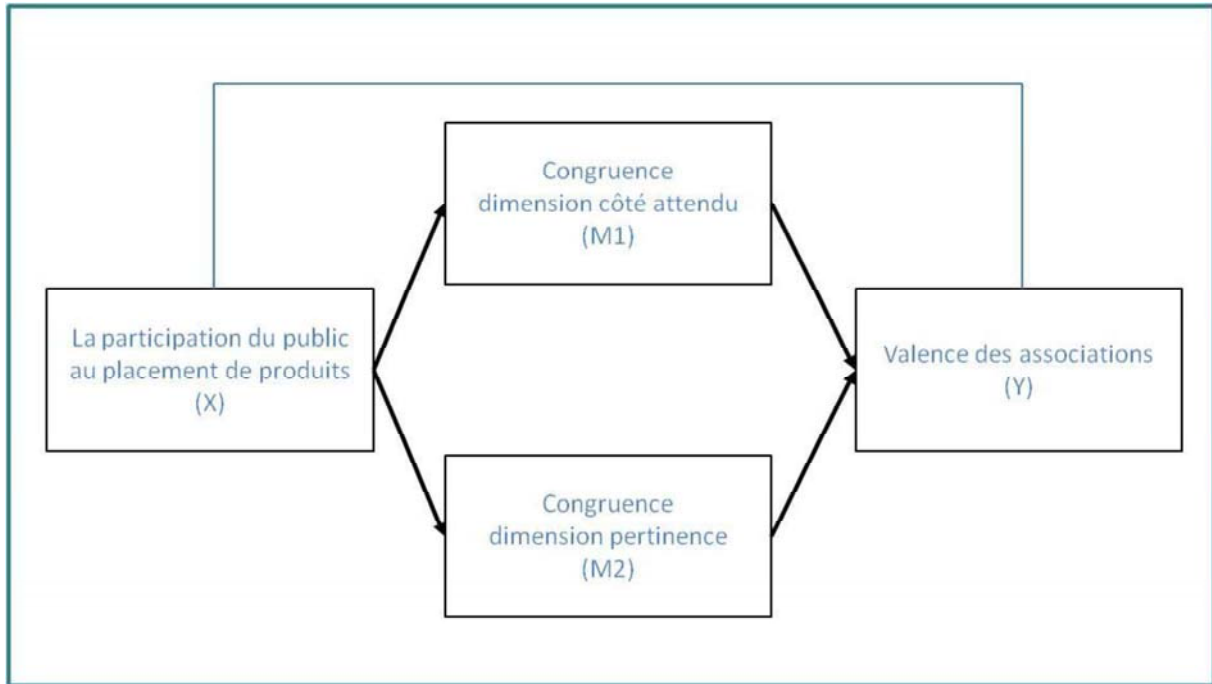 Congruence
dimension côté attendu
(M1)
La participation du public
au placement de produits
(X)
Valence des associations
(Y)
Congruence
dimension pertinence
(M2)